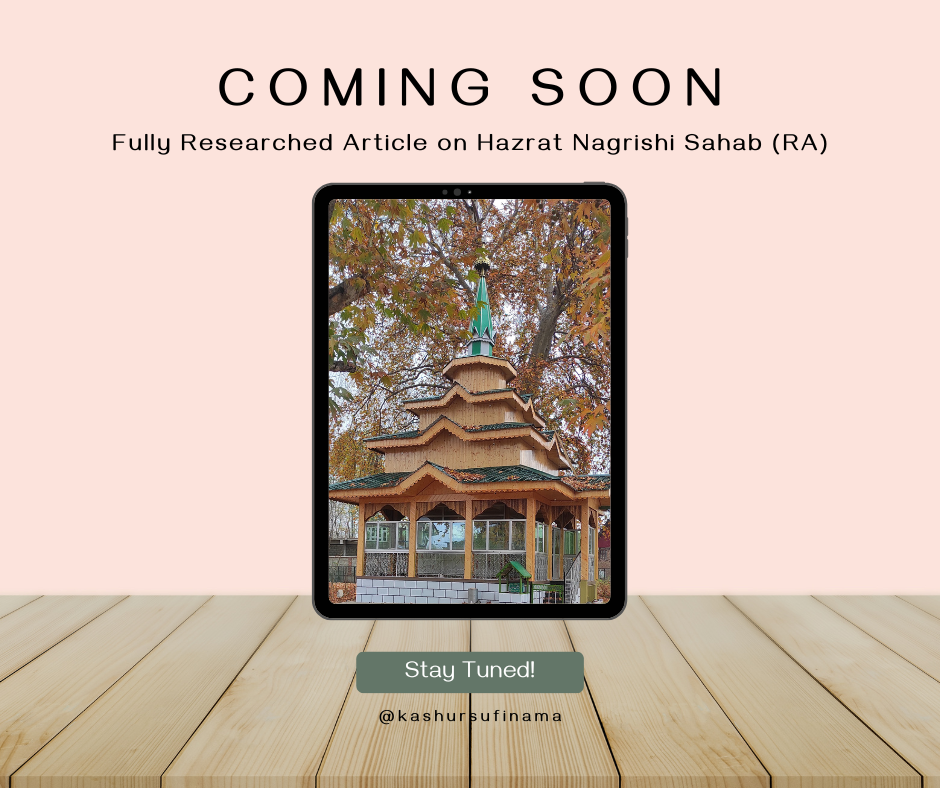 COMING SOON
Fully Researched Article on Hazrat Nagrishi Sahab (RA)
Stay Tuned!
@kashursufinama